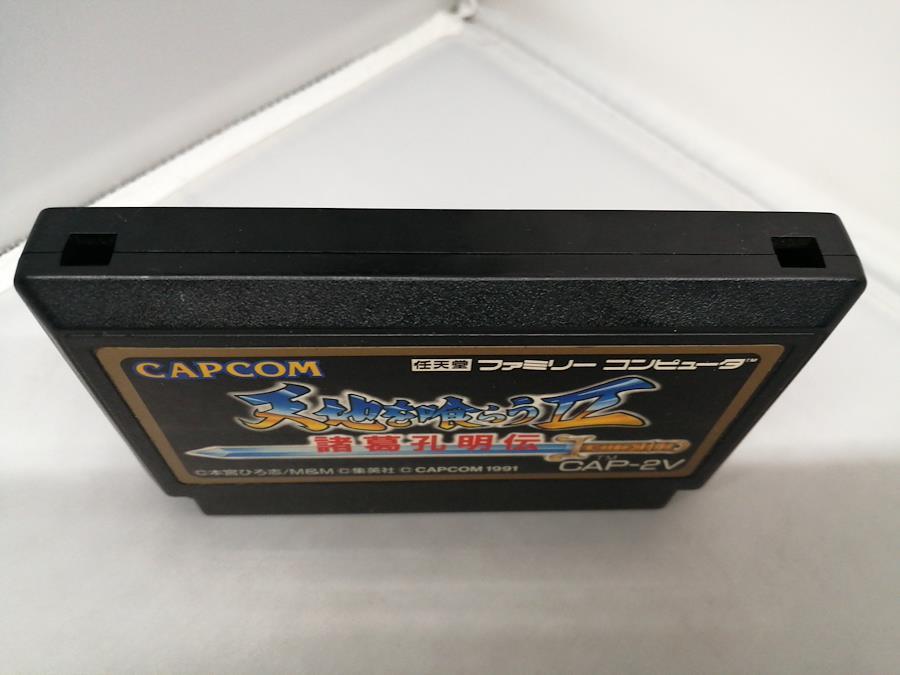 CAPCOM
任天堂 ファミリー コンピュータ™
天地を喰らうII
諸葛孔明伝
CAP-2V
©本宮ひろ志/M&M ©集英社 © CAPCOM 1991